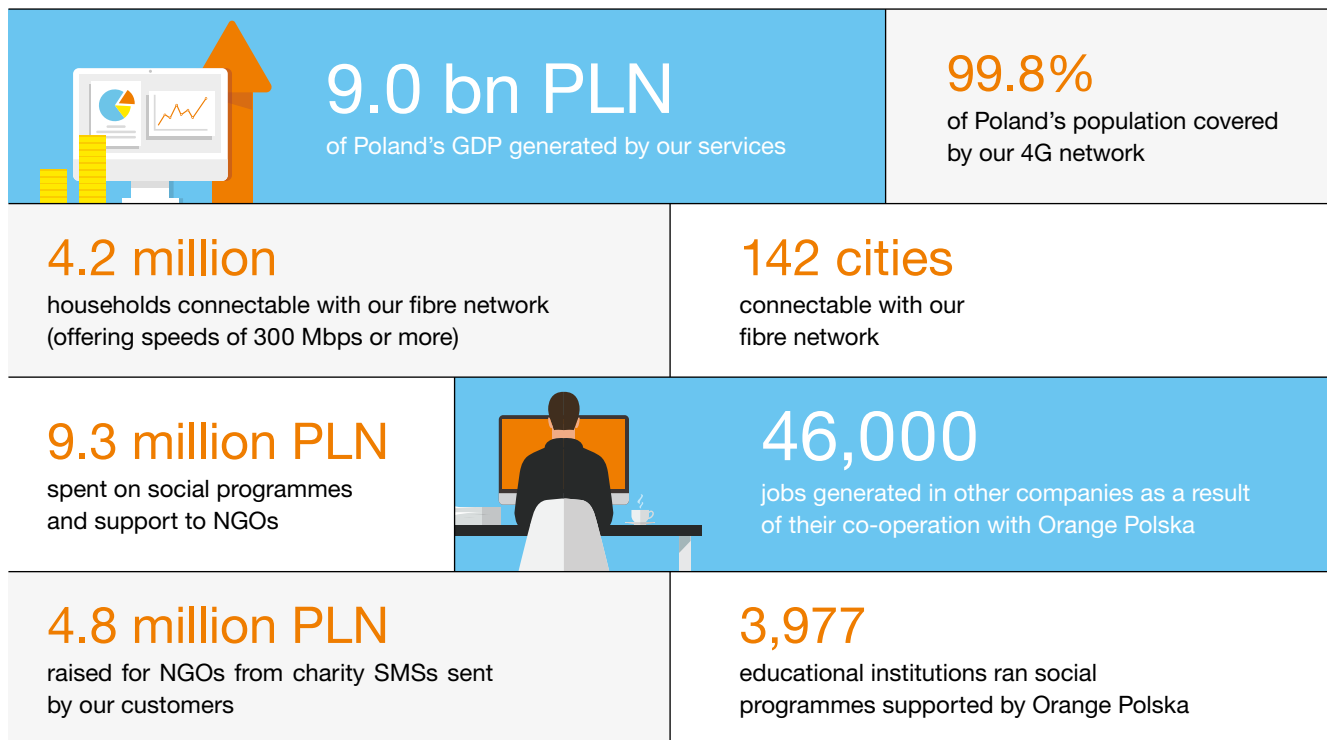 9.0 bn PLN
of Poland's GDP generated by our services
99.8%
of Poland's population covered
by our 4G network
4.2 million
households connectable with our fibre network
(offering speeds of 300 Mbps or more)
142 cities
connectable with our
fibre network
9.3 million PLN
spent on social programmes
and support to NGOs
46,000
jobs generated in other companies as a result
of their co-operation with Orange Polska
4.8 million PLN
raised for NGOs from charity SMSs sent
by our customers
3,977
educational institutions ran social
programmes supported by Orange Polska